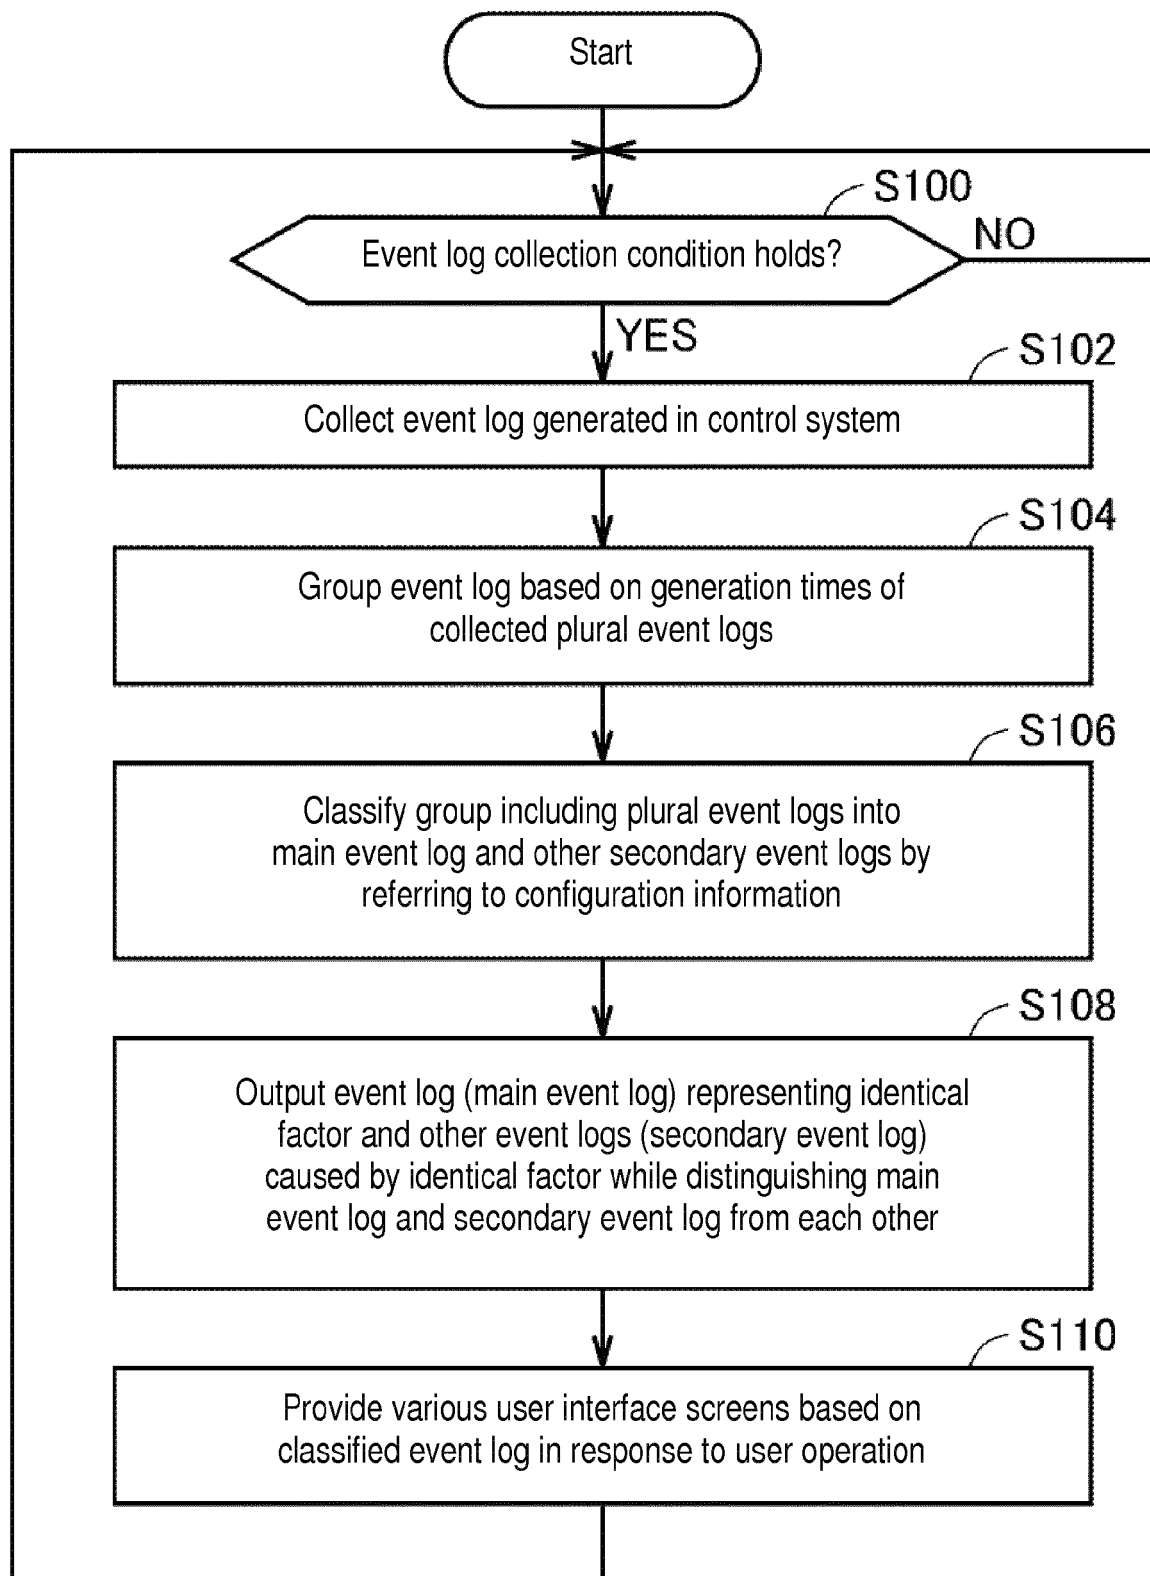 Start
S100
Event log collection condition holds?
NO
YES
S102
Collect event log generated in control system
S104
Group event log based on generation times of
collected plural event logs
S106
Classify group including plural event logs into
main event log and other secondary event logs by
referring to configuration information
S108
Output event log (main event log) representing identical
factor and other event logs (secondary event log)
caused by identical factor while distinguishing main
event log and secondary event log from each other
S110
Provide various user interface screens based on
classified event log in response to user operation